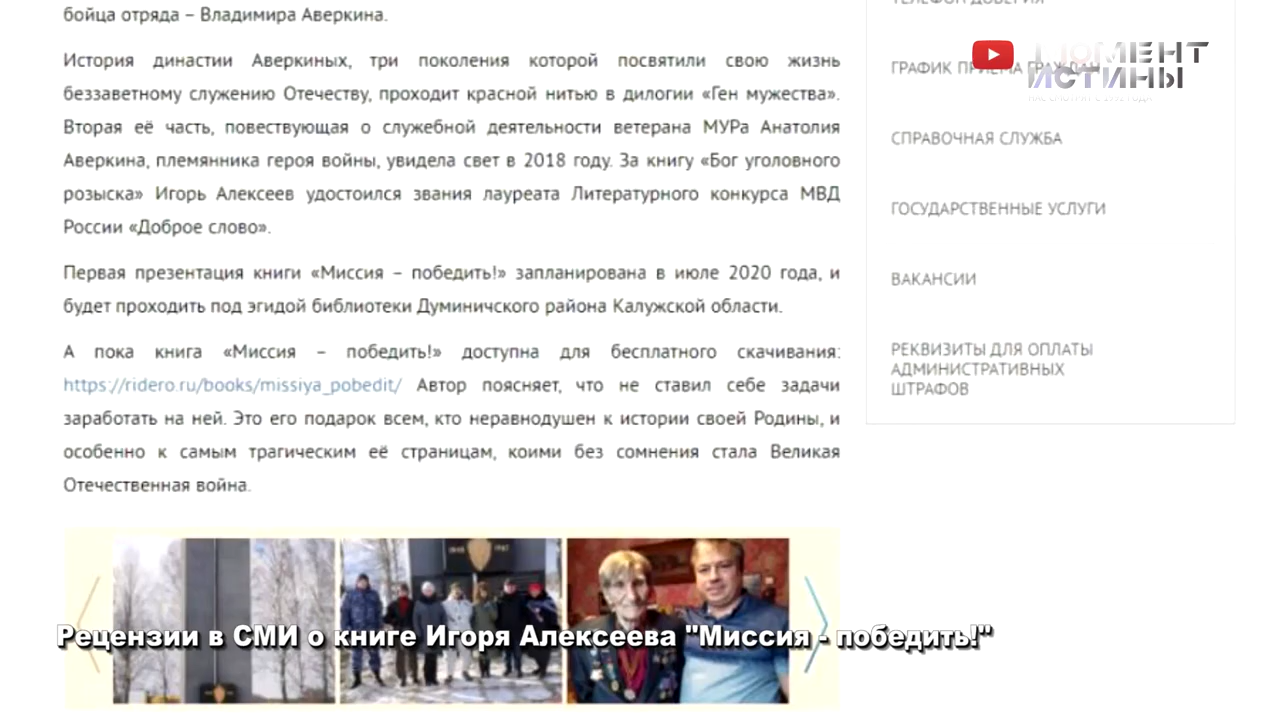 бойца отряда – Владимира Аверкина.
История династии Аверкиных, три поколения которой посвятили свою жизнь
беззаветному служению Отечеству, проходит красной нитью в дилогии «Ген мужества».
Вторая её часть, повествующая о служебной деятельности ветерана МУРа Анатолия
Аверкина, племянника героя войны, увидела свет в 2018 году. За книгу «Бог уголовного
розыска» Игорь Алексеев удостоился звания лауреата Литературного конкурса МВД
России «Доброе слово».
Первая презентация книги «Миссия – победить!» запланирована в июле 2020 года, и
будет проходить под эгидой библиотеки Думиничского района Калужской области.
А пока книга «Миссия – победить!» доступна для бесплатного скачивания:
https://ridero.ru/books/missiya_pobedit/ Автор поясняет, что не ставил себе задачи
заработать на ней. Это его подарок всем, кто неравнодушен к истории своей Родины, и
особенно к самым трагическим её страницам, коими без сомнения стала Великая
Отечественная война.
ТЕЛЕФОН ДОВЕРИЯ
ГРАФИК ПРИЕМА ГРАЖДАН
МОМЕНТ
ИСТИНЫ
СПРАВОЧНАЯ СЛУЖБА
ГОСУДАРСТВЕННЫЕ УСЛУГИ
ВАКАНСИИ
РЕКВИЗИТЫ ДЛЯ ОПЛАТЫ
АДМИНИСТРАТИВНЫХ
ШТРАФОВ
Рецензии в СМИ о книге Игоря Алексеева "Миссия - победить!"